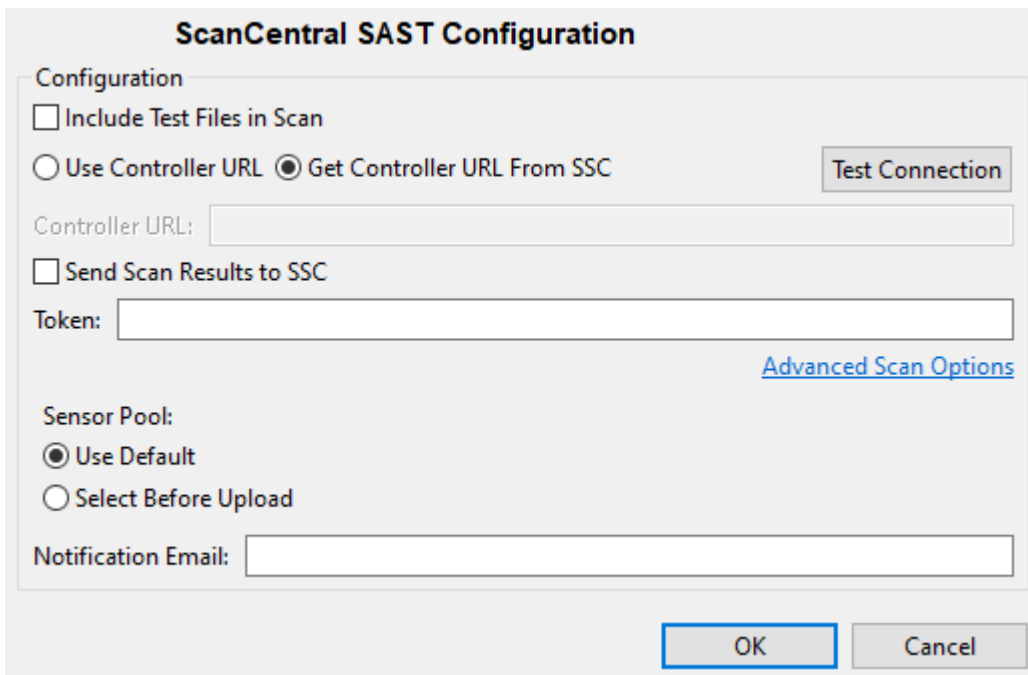 ScanCentral SAST Configuration
Configuration
Include Test Files in Scan
Use Controller URL Get Controller URL From SSC Test Connection
Controller URL:
Send Scan Results to SSC
Token:
Advanced Scan Options
Sensor Pool:
Use Default
Select Before Upload
Notification Email:
OK Cancel